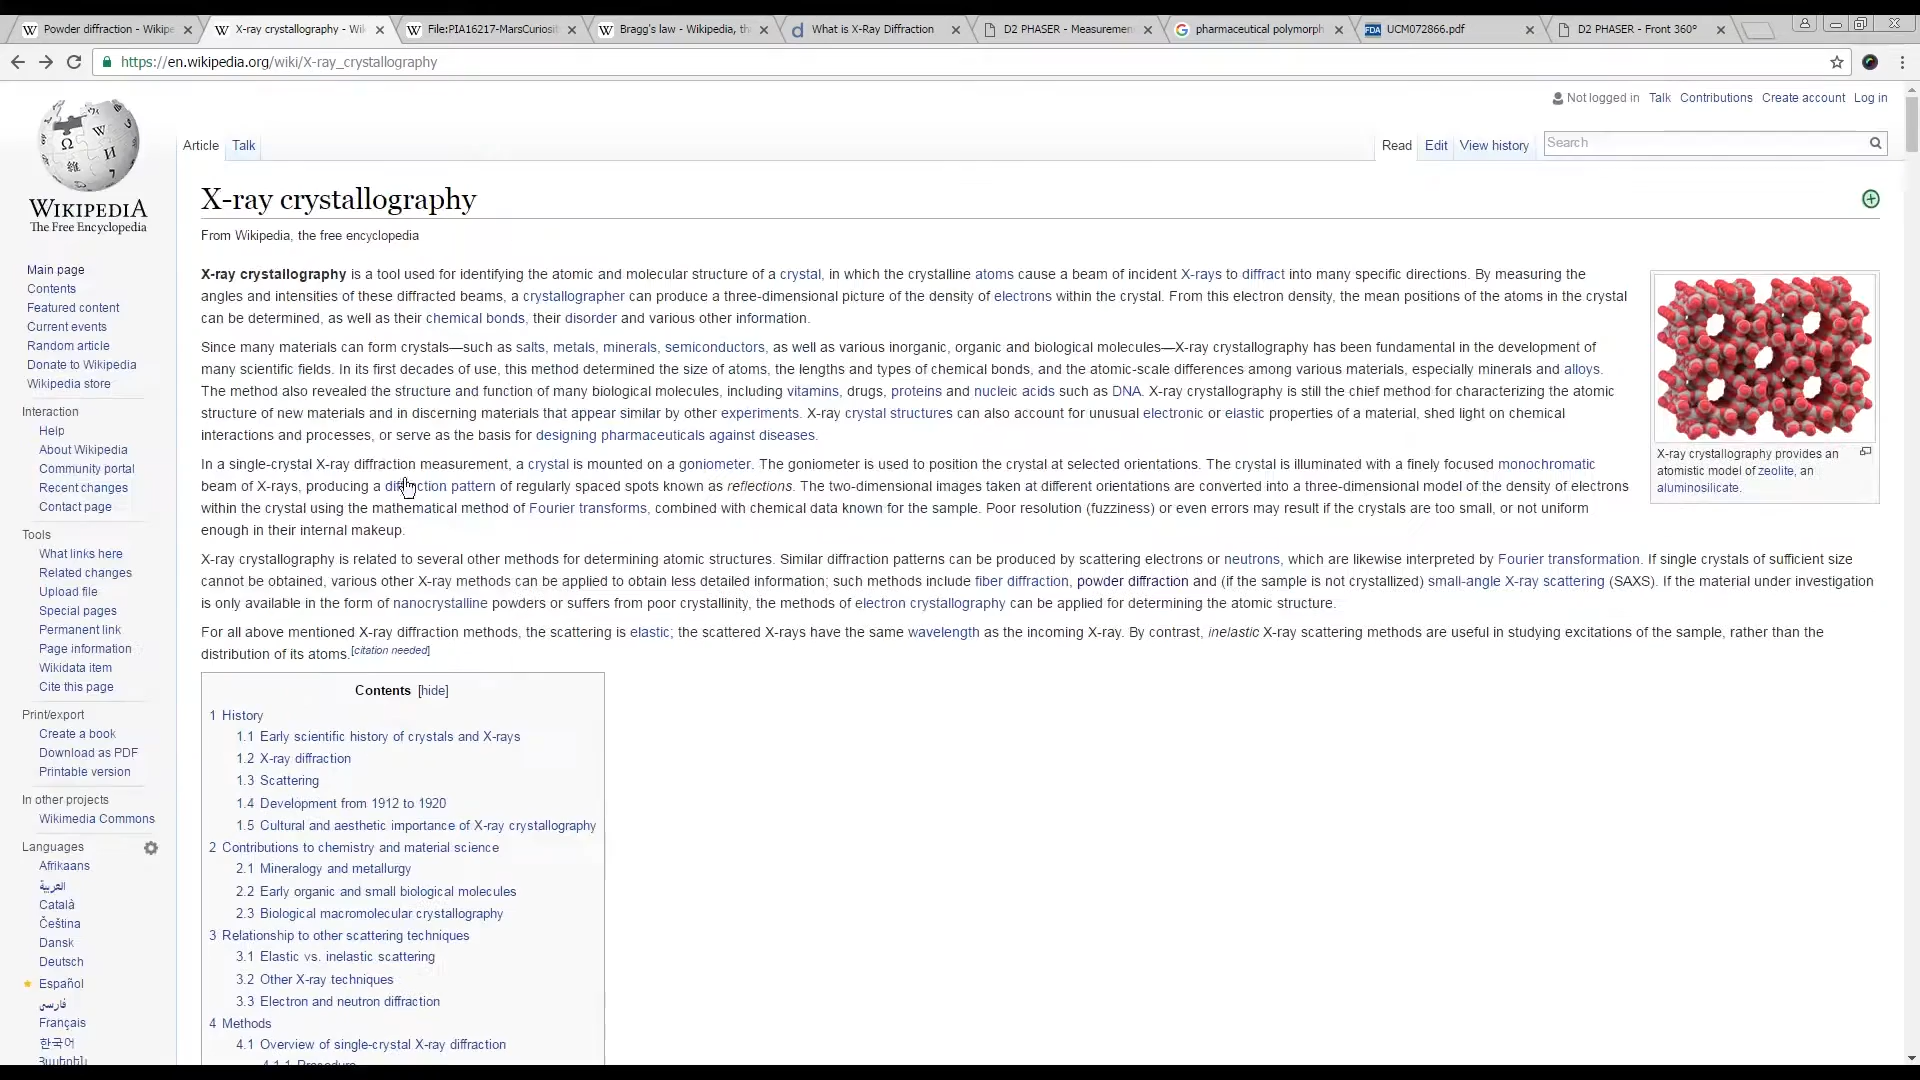 Powder diffraction - Wikipe
X-ray crystallography - Wik
File:PIA16217-MarsCuriosit
Bragg's law - Wikipedia, th
What is X-Ray Diffraction
D2 PHASER - Measuremen
pharmaceutical polymorph
UCM072866.pdf
D2 PHASER - Front 360°
https://en.wikipedia.org/wiki/X-ray_crystallography
Not logged in Talk Contributions Create account Log in
Article Talk
Read Edit View history Search
WIKIPEDIA
The Free Encyclopedia
Main page
Contents
Featured content
Current events
Random article
Donate to Wikipedia
Wikipedia store
Interaction
Help
About Wikipedia
Community portal
Recent changes
Contact page
Tools
What links here
Related changes
Upload file
Special pages
Permanent link
Page information
Wikidata item
Cite this page
Print/export
Create a book
Download as PDF
Printable version
In other projects
Wikimedia Commons
Languages
Afrikaans
العربية
Català
Čeština
Dansk
Deutsch
Español
فارسی
Français
한국어
X-ray crystallography
From Wikipedia, the free encyclopedia
X-ray crystallography is a tool used for identifying the atomic and molecular structure of a crystal, in which the crystalline atoms cause a beam of incident X-rays to diffract into many specific directions. By measuring the
angles and intensities of these diffracted beams, a crystallographer can produce a three-dimensional picture of the density of electrons within the crystal. From this electron density, the mean positions of the atoms in the crystal
can be determined, as well as their chemical bonds, their disorder and various other information.
Since many materials can form crystals—such as salts, metals, minerals, semiconductors, as well as various inorganic, organic and biological molecules—X-ray crystallography has been fundamental in the development of
many scientific fields. In its first decades of use, this method determined the size of atoms, the lengths and types of chemical bonds, and the atomic-scale differences among various materials, especially minerals and alloys.
The method also revealed the structure and function of many biological molecules, including vitamins, drugs, proteins and nucleic acids such as DNA. X-ray crystallography is still the chief method for characterizing the atomic
structure of new materials and in discerning materials that appear similar by other experiments. X-ray crystal structures can also account for unusual electronic or elastic properties of a material, shed light on chemical
interactions and processes, or serve as the basis for designing pharmaceuticals against diseases.
In a single-crystal X-ray diffraction measurement, a crystal is mounted on a goniometer. The goniometer is used to position the crystal at selected orientations. The crystal is illuminated with a finely focused monochromatic
beam of X-rays, producing a diffraction pattern of regularly spaced spots known as reflections. The two-dimensional images taken at different orientations are converted into a three-dimensional model of the density of electrons
within the crystal using the mathematical method of Fourier transforms, combined with chemical data known for the sample. Poor resolution (fuzziness) or even errors may result if the crystals are too small, or not uniform
enough in their internal makeup.
X-ray crystallography is related to several other methods for determining atomic structures. Similar diffraction patterns can be produced by scattering electrons or neutrons, which are likewise interpreted by Fourier transformation. If single crystals of sufficient size
cannot be obtained, various other X-ray methods can be applied to obtain less detailed information; such methods include fiber diffraction, powder diffraction and (if the sample is not crystallized) small-angle X-ray scattering (SAXS). If the material under investigation
is only available in the form of nanocrystalline powders or suffers from poor crystallinity, the methods of electron crystallography can be applied for determining the atomic structure.
For all above mentioned X-ray diffraction methods, the scattering is elastic; the scattered X-rays have the same wavelength as the incoming X-ray. By contrast, inelastic X-ray scattering methods are useful in studying excitations of the sample, rather than the
distribution of its atoms.[citation needed]
X-ray crystallography provides an
atomistic model of zeolite, an
aluminosilicate.
Contents [hide]
1 History
1.1 Early scientific history of crystals and X-rays
1.2 X-ray diffraction
1.3 Scattering
1.4 Development from 1912 to 1920
1.5 Cultural and aesthetic importance of X-ray crystallography
2 Contributions to chemistry and material science
2.1 Mineralogy and metallurgy
2.2 Early organic and small biological molecules
2.3 Biological macromolecular crystallography
3 Relationship to other scattering techniques
3.1 Elastic vs. inelastic scattering
3.2 Other X-ray techniques
3.3 Electron and neutron diffraction
4 Methods
4.1 Overview of single-crystal X-ray diffraction
4.1.1 Procedure